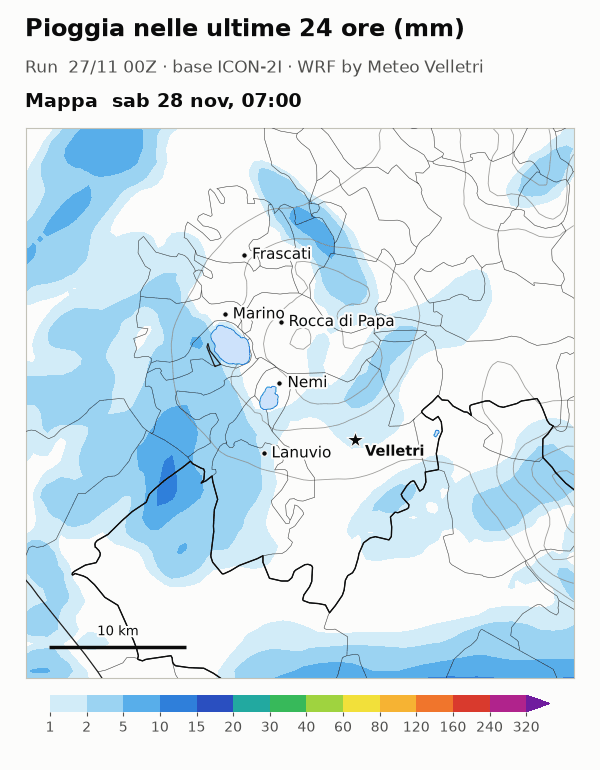 Pioggia nelle ultime 24 ore (mm)
Run 27/11 00Z · base ICON-2I · WRF by Meteo Velletri
Mappa sab 28 nov, 07:00
Frascati
Marino
Rocca di Papa
Nemi
Velletri
Lanuvio
10 km
1 2 5 10 15 20 30 40 60 80 120 160 240 320